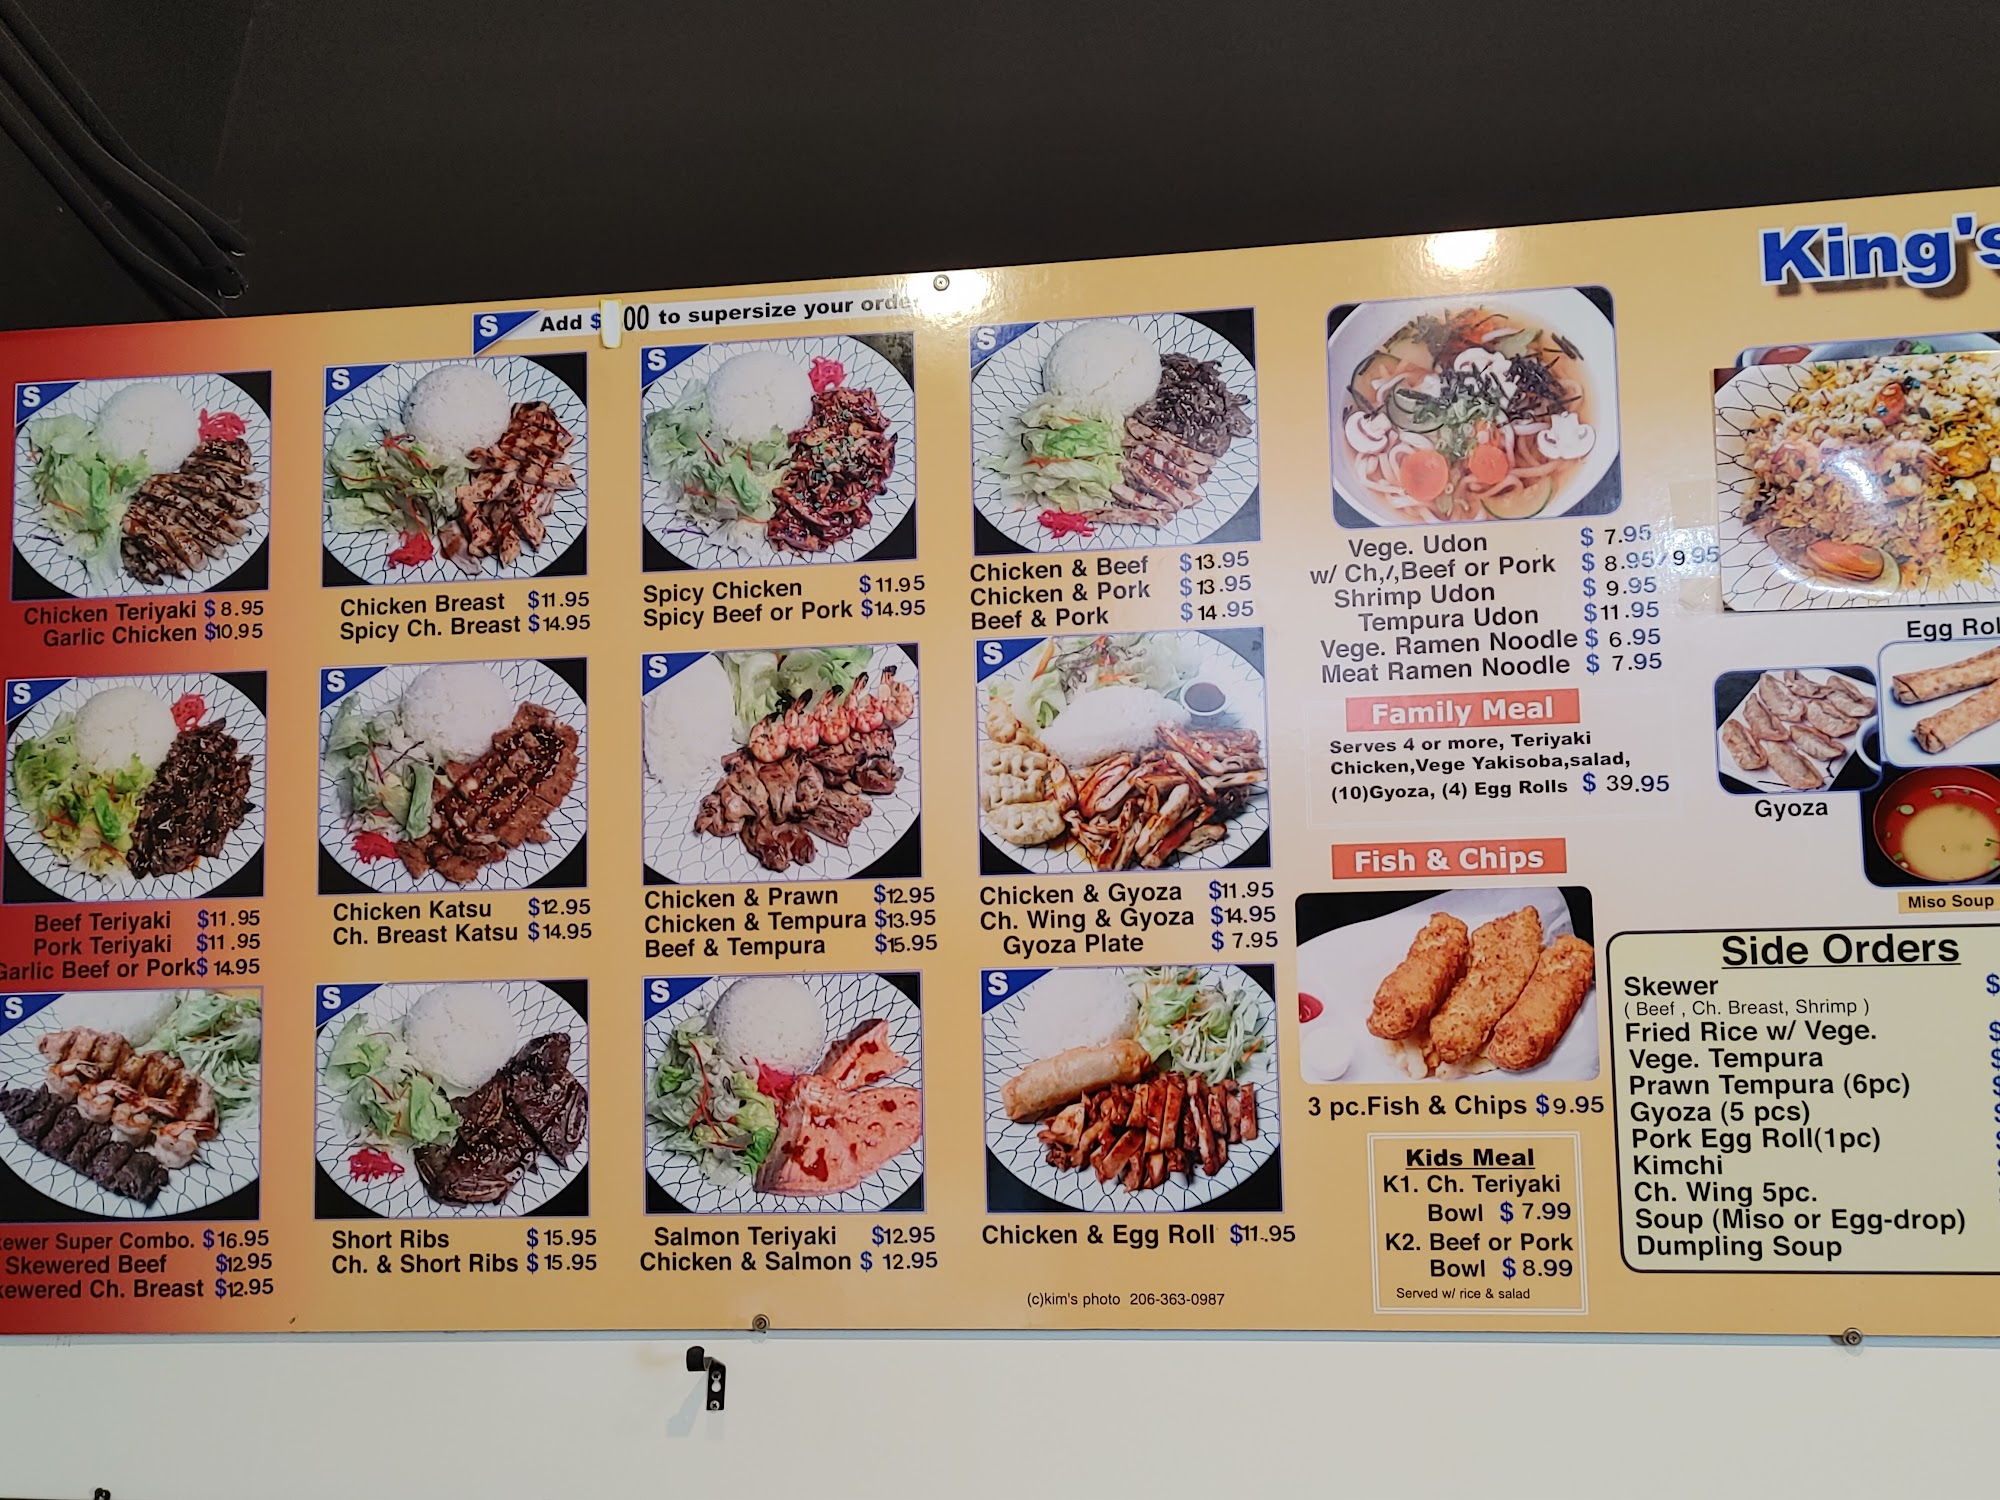 King's
S Add $ .00 to supersize your order
S
Chicken Teriyaki $ 8.95
Garlic Chicken $10.95
S
Chicken Breast $11.95
Spicy Ch. Breast $14.95
S
Spicy Chicken $11.95
Spicy Beef or Pork $14.95
S
Chicken & Beef $13.95
Chicken & Pork $13.95
Beef & Pork $14.95
S
Beef Teriyaki $11.95
Pork Teriyaki $11.95
Garlic Beef or Pork $14.95
S
Chicken Katsu $12.95
Ch. Breast Katsu $14.95
S
Chicken & Prawn $12.95
Chicken & Tempura $13.95
Beef & Tempura $15.95
S
Chicken & Gyoza $11.95
Ch. Wing & Gyoza $14.95
Gyoza Plate $ 7.95
S
Super Combo. $16.95
Skewered Beef $12.95
Ch. Breast $12.95
S
Short Ribs $15.95
Ch. & Short Ribs $15.95
S
Salmon Teriyaki $12.95
Chicken & Salmon $ 12.95
S
Chicken & Egg Roll $11.95
(c)kim's photo 206-363-0987
Vege. Udon $ 7.95
w/ Ch,/,Beef or Pork $ 8.95/9.95
Shrimp Udon $ 9.95
Tempura Udon $11.95
Vege. Ramen Noodle $ 6.95
Meat Ramen Noodle $ 7.95
Family Meal
Serves 4 or more, Teriyaki
Chicken,Vege Yakisoba,salad,
(10)Gyoza, (4) Egg Rolls $ 39.95
Fish & Chips
3 pc.Fish & Chips $9.95
Kids Meal
K1. Ch. Teriyaki
Bowl $ 7.99
K2. Beef or Pork
Bowl $ 8.99
Served w/ rice & salad
Egg Rol
Gyoza
Miso Soup
Side Orders
Skewer $
( Beef , Ch. Breast, Shrimp )
Fried Rice w/ Vege. $
Vege. Tempura $
Prawn Tempura (6pc) $
Gyoza (5 pcs) $
Pork Egg Roll(1pc)
Kimchi
Ch. Wing 5pc.
Soup (Miso or Egg-drop)
Dumpling Soup